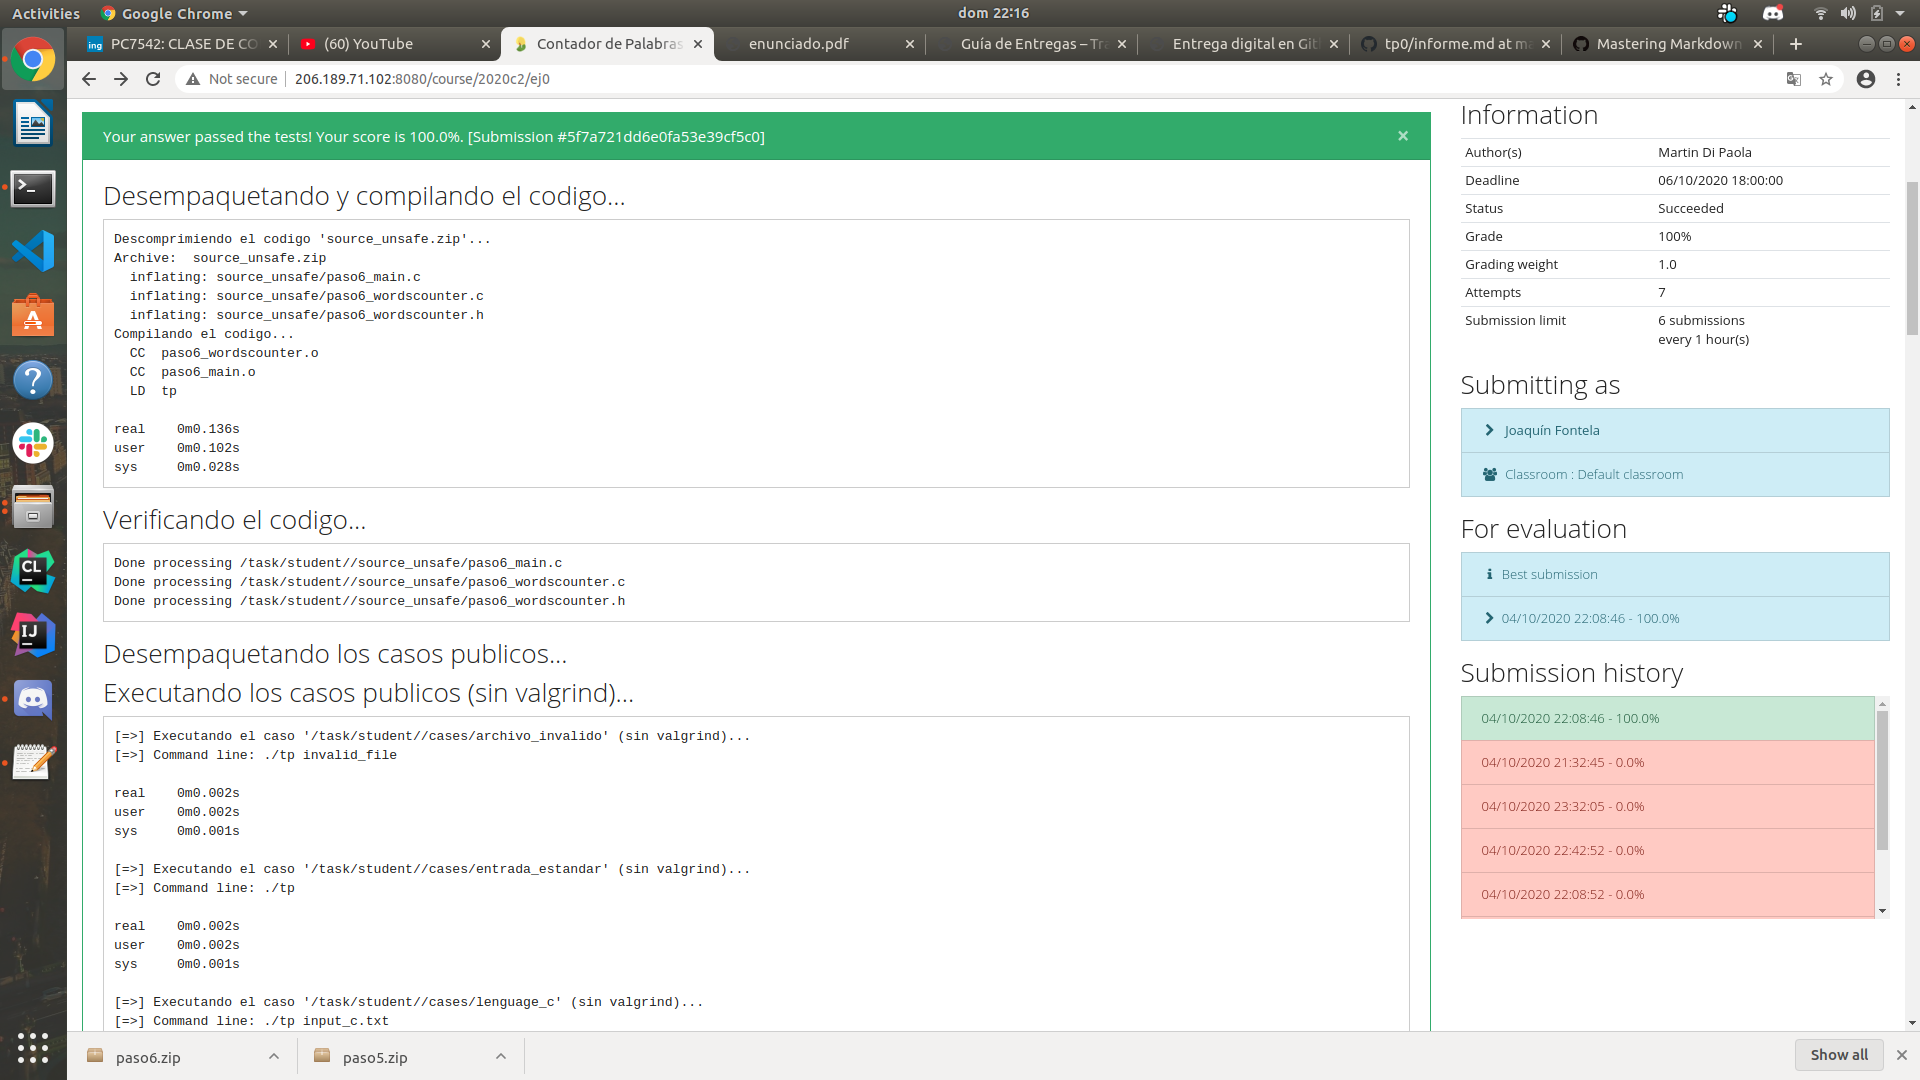 Activities
Google Chrome
dom 22:16
PC7542: CLASE DE CO
(60) YouTube
Contador de Palabras
enunciado.pdf
Guía de Entregas – Tra
Entrega digital en Git
tp0/informe.md at ma
Mastering Markdown
Not secure
206.189.71.102:8080/course/2020c2/ej0
Your answer passed the tests! Your score is 100.0%. [Submission #5f7a721dd6e0fa53e39cf5c0]
×
Desempaquetando y compilando el codigo...
Descomprimiendo el codigo 'source_unsafe.zip'...
Archive:  source_unsafe.zip
inflating: source_unsafe/paso6_main.c
inflating: source_unsafe/paso6_wordscounter.c
inflating: source_unsafe/paso6_wordscounter.h
Compilando el codigo...
CC  paso6_wordscounter.o
CC  paso6_main.o
LD  tp
real    0m0.136s
user    0m0.102s
sys     0m0.028s
Verificando el codigo...
Done processing /task/student//source_unsafe/paso6_main.c
Done processing /task/student//source_unsafe/paso6_wordscounter.c
Done processing /task/student//source_unsafe/paso6_wordscounter.h
Desempaquetando los casos publicos...
Executando los casos publicos (sin valgrind)...
[=>] Executando el caso '/task/student//cases/archivo_invalido' (sin valgrind)...
[=>] Command line: ./tp invalid_file
real    0m0.002s
user    0m0.002s
sys     0m0.001s
[=>] Executando el caso '/task/student//cases/entrada_estandar' (sin valgrind)...
[=>] Command line: ./tp
real    0m0.002s
user    0m0.002s
sys     0m0.001s
[=>] Executando el caso '/task/student//cases/lenguage_c' (sin valgrind)...
[=>] Command line: ./tp input_c.txt
Information
Author(s) Martin Di Paola
Deadline 06/10/2020 18:00:00
Status Succeeded
Grade 100%
Grading weight 1.0
Attempts 7
Submission limit 6 submissions
every 1 hour(s)
Submitting as
Joaquín Fontela
Classroom : Default classroom
For evaluation
Best submission
04/10/2020 22:08:46 - 100.0%
Submission history
04/10/2020 22:08:46 - 100.0%
04/10/2020 21:32:45 - 0.0%
04/10/2020 23:32:05 - 0.0%
04/10/2020 22:42:52 - 0.0%
04/10/2020 22:08:52 - 0.0%
paso6.zip
paso5.zip
Show all